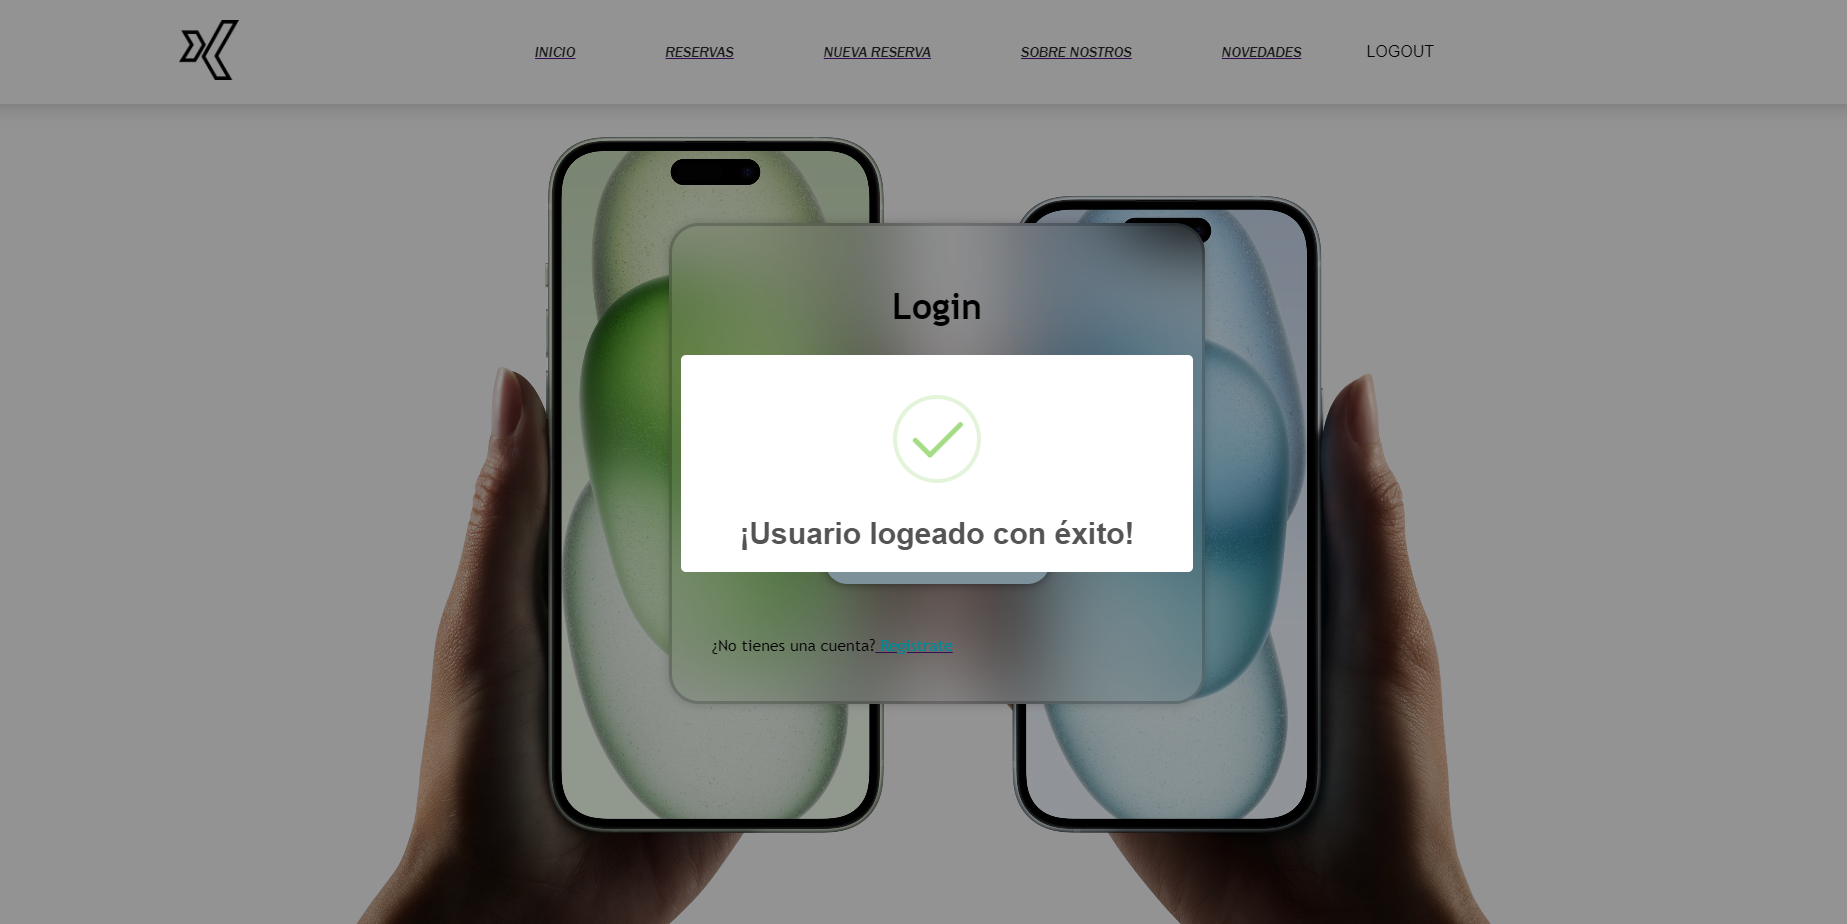 INICIO
RESERVAS
NUEVA RESERVA
SOBRE NOSTROS
NOVEDADES
LOGOUT
Login
¡Usuario logeado con éxito!
¿No tienes una cuenta? Registrate